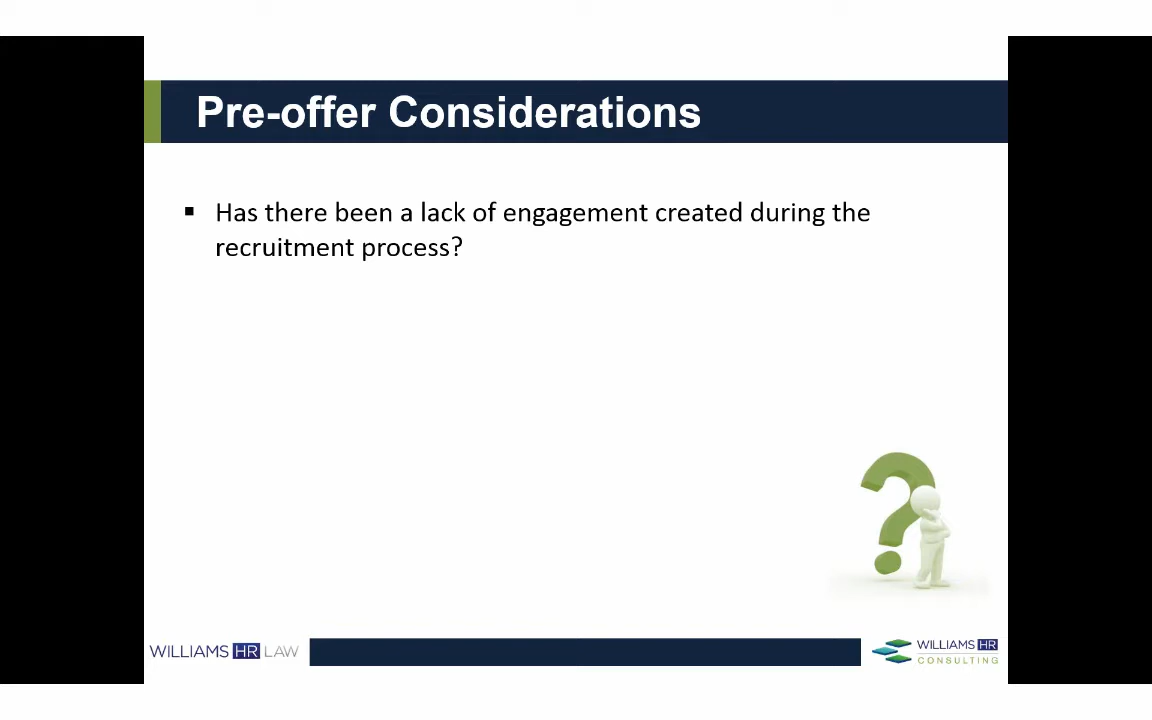 Pre-offer Considerations
▪ Has there been a lack of engagement created during the
recruitment process?
WILLIAMS HR LAW
WILLIAMS HR
CONSULTING